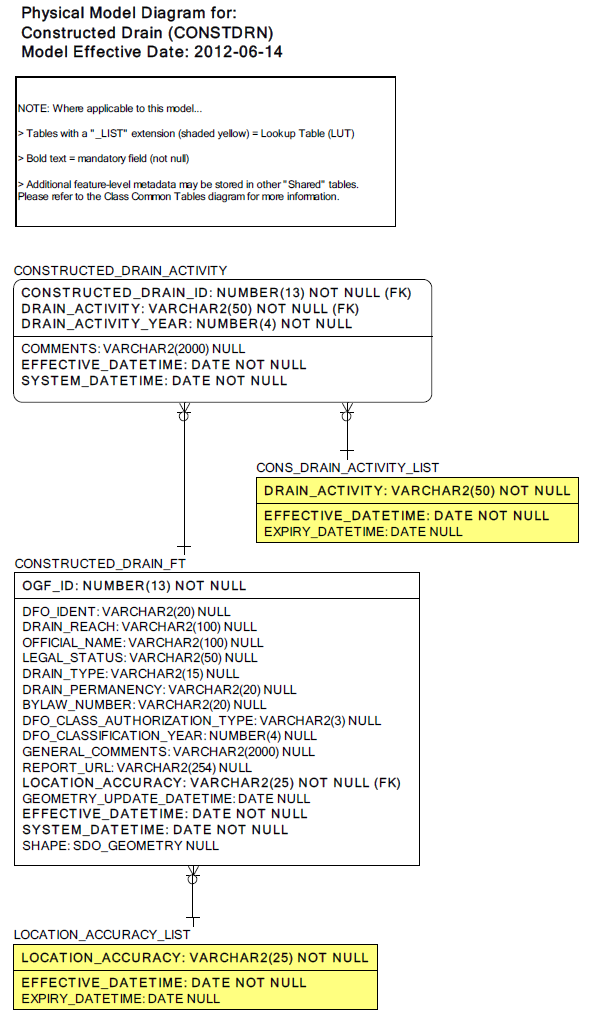 Physical Model Diagram for:
Constructed Drain (CONSTDRN)
Model Effective Date: 2012-06-14
NOTE: Where applicable to this model...
> Tables with a "_LIST" extension (shaded yellow) = Lookup Table (LUT)
> Bold text = mandatory field (not null)
> Additional feature-level metadata may be stored in other "Shared" tables.
Please refer to the Class Common Tables diagram for more information.
CONSTRUCTED_DRAIN_ACTIVITY
CONSTRUCTED_DRAIN_ID: NUMBER(13) NOT NULL (FK)
DRAIN_ACTIVITY: VARCHAR2(50) NOT NULL (FK)
DRAIN_ACTIVITY_YEAR: NUMBER(4) NOT NULL
COMMENTS: VARCHAR2(2000) NULL
EFFECTIVE_DATETIME: DATE NOT NULL
SYSTEM_DATETIME: DATE NOT NULL
CONS_DRAIN_ACTIVITY_LIST
DRAIN_ACTIVITY: VARCHAR2(50) NOT NULL
EFFECTIVE_DATETIME: DATE NOT NULL
EXPIRY_DATETIME: DATE NULL
CONSTRUCTED_DRAIN_FT
OGF_ID: NUMBER(13) NOT NULL
DFO_IDENT: VARCHAR2(20) NULL
DRAIN_REACH: VARCHAR2(100) NULL
OFFICIAL_NAME: VARCHAR2(100) NULL
LEGAL_STATUS: VARCHAR2(50) NULL
DRAIN_TYPE: VARCHAR2(15) NULL
DRAIN_PERMANENCY: VARCHAR2(20) NULL
BYLAW_NUMBER: VARCHAR2(20) NULL
DFO_CLASS_AUTHORIZATION_TYPE: VARCHAR2(3) NULL
DFO_CLASSIFICATION_YEAR: NUMBER(4) NULL
GENERAL_COMMENTS: VARCHAR2(2000) NULL
REPORT_URL: VARCHAR2(254) NULL
LOCATION_ACCURACY: VARCHAR2(25) NOT NULL (FK)
GEOMETRY_UPDATE_DATETIME: DATE NULL
EFFECTIVE_DATETIME: DATE NOT NULL
SYSTEM_DATETIME: DATE NOT NULL
SHAPE: SDO_GEOMETRY NULL
LOCATION_ACCURACY_LIST
LOCATION_ACCURACY: VARCHAR2(25) NOT NULL
EFFECTIVE_DATETIME: DATE NOT NULL
EXPIRY_DATETIME: DATE NULL